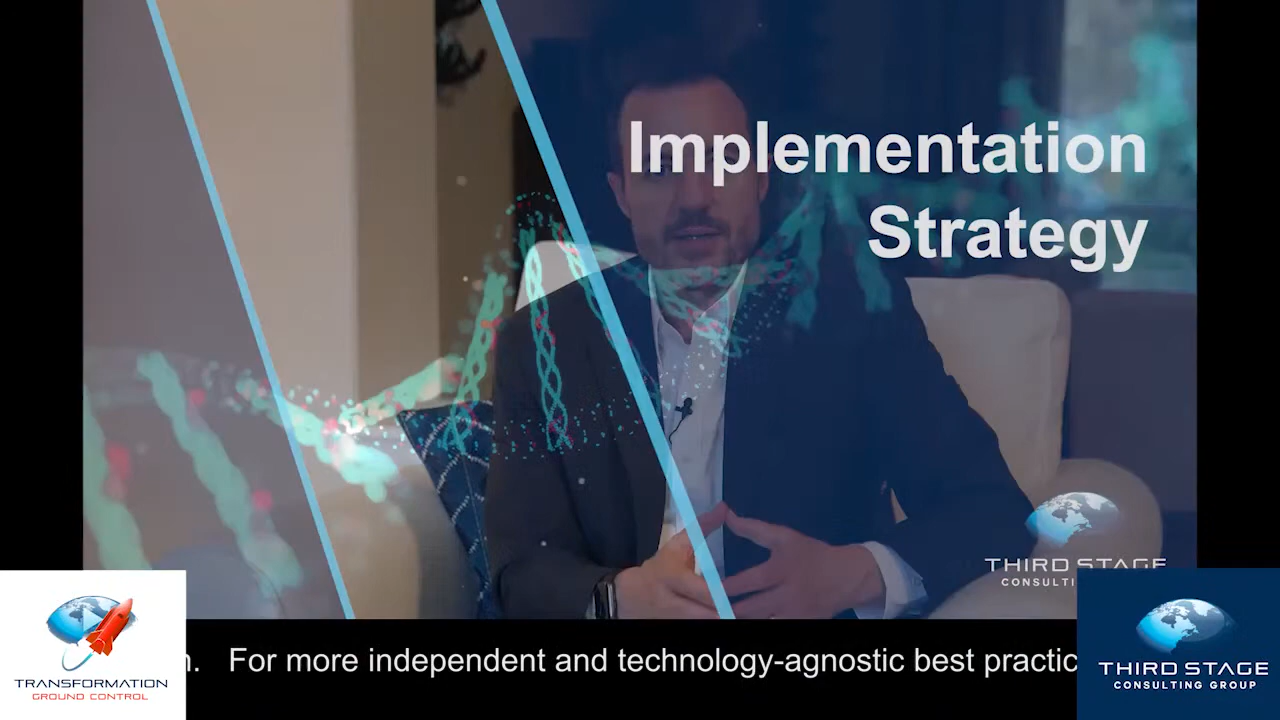 Implementation
Strategy
THIRD STAGE
CONSULTI
n. For more independent and technology-agnostic best practic
TRANSFORMATION
GROUND CONTROL
THIRD STAGE
CONSULTING GROUP